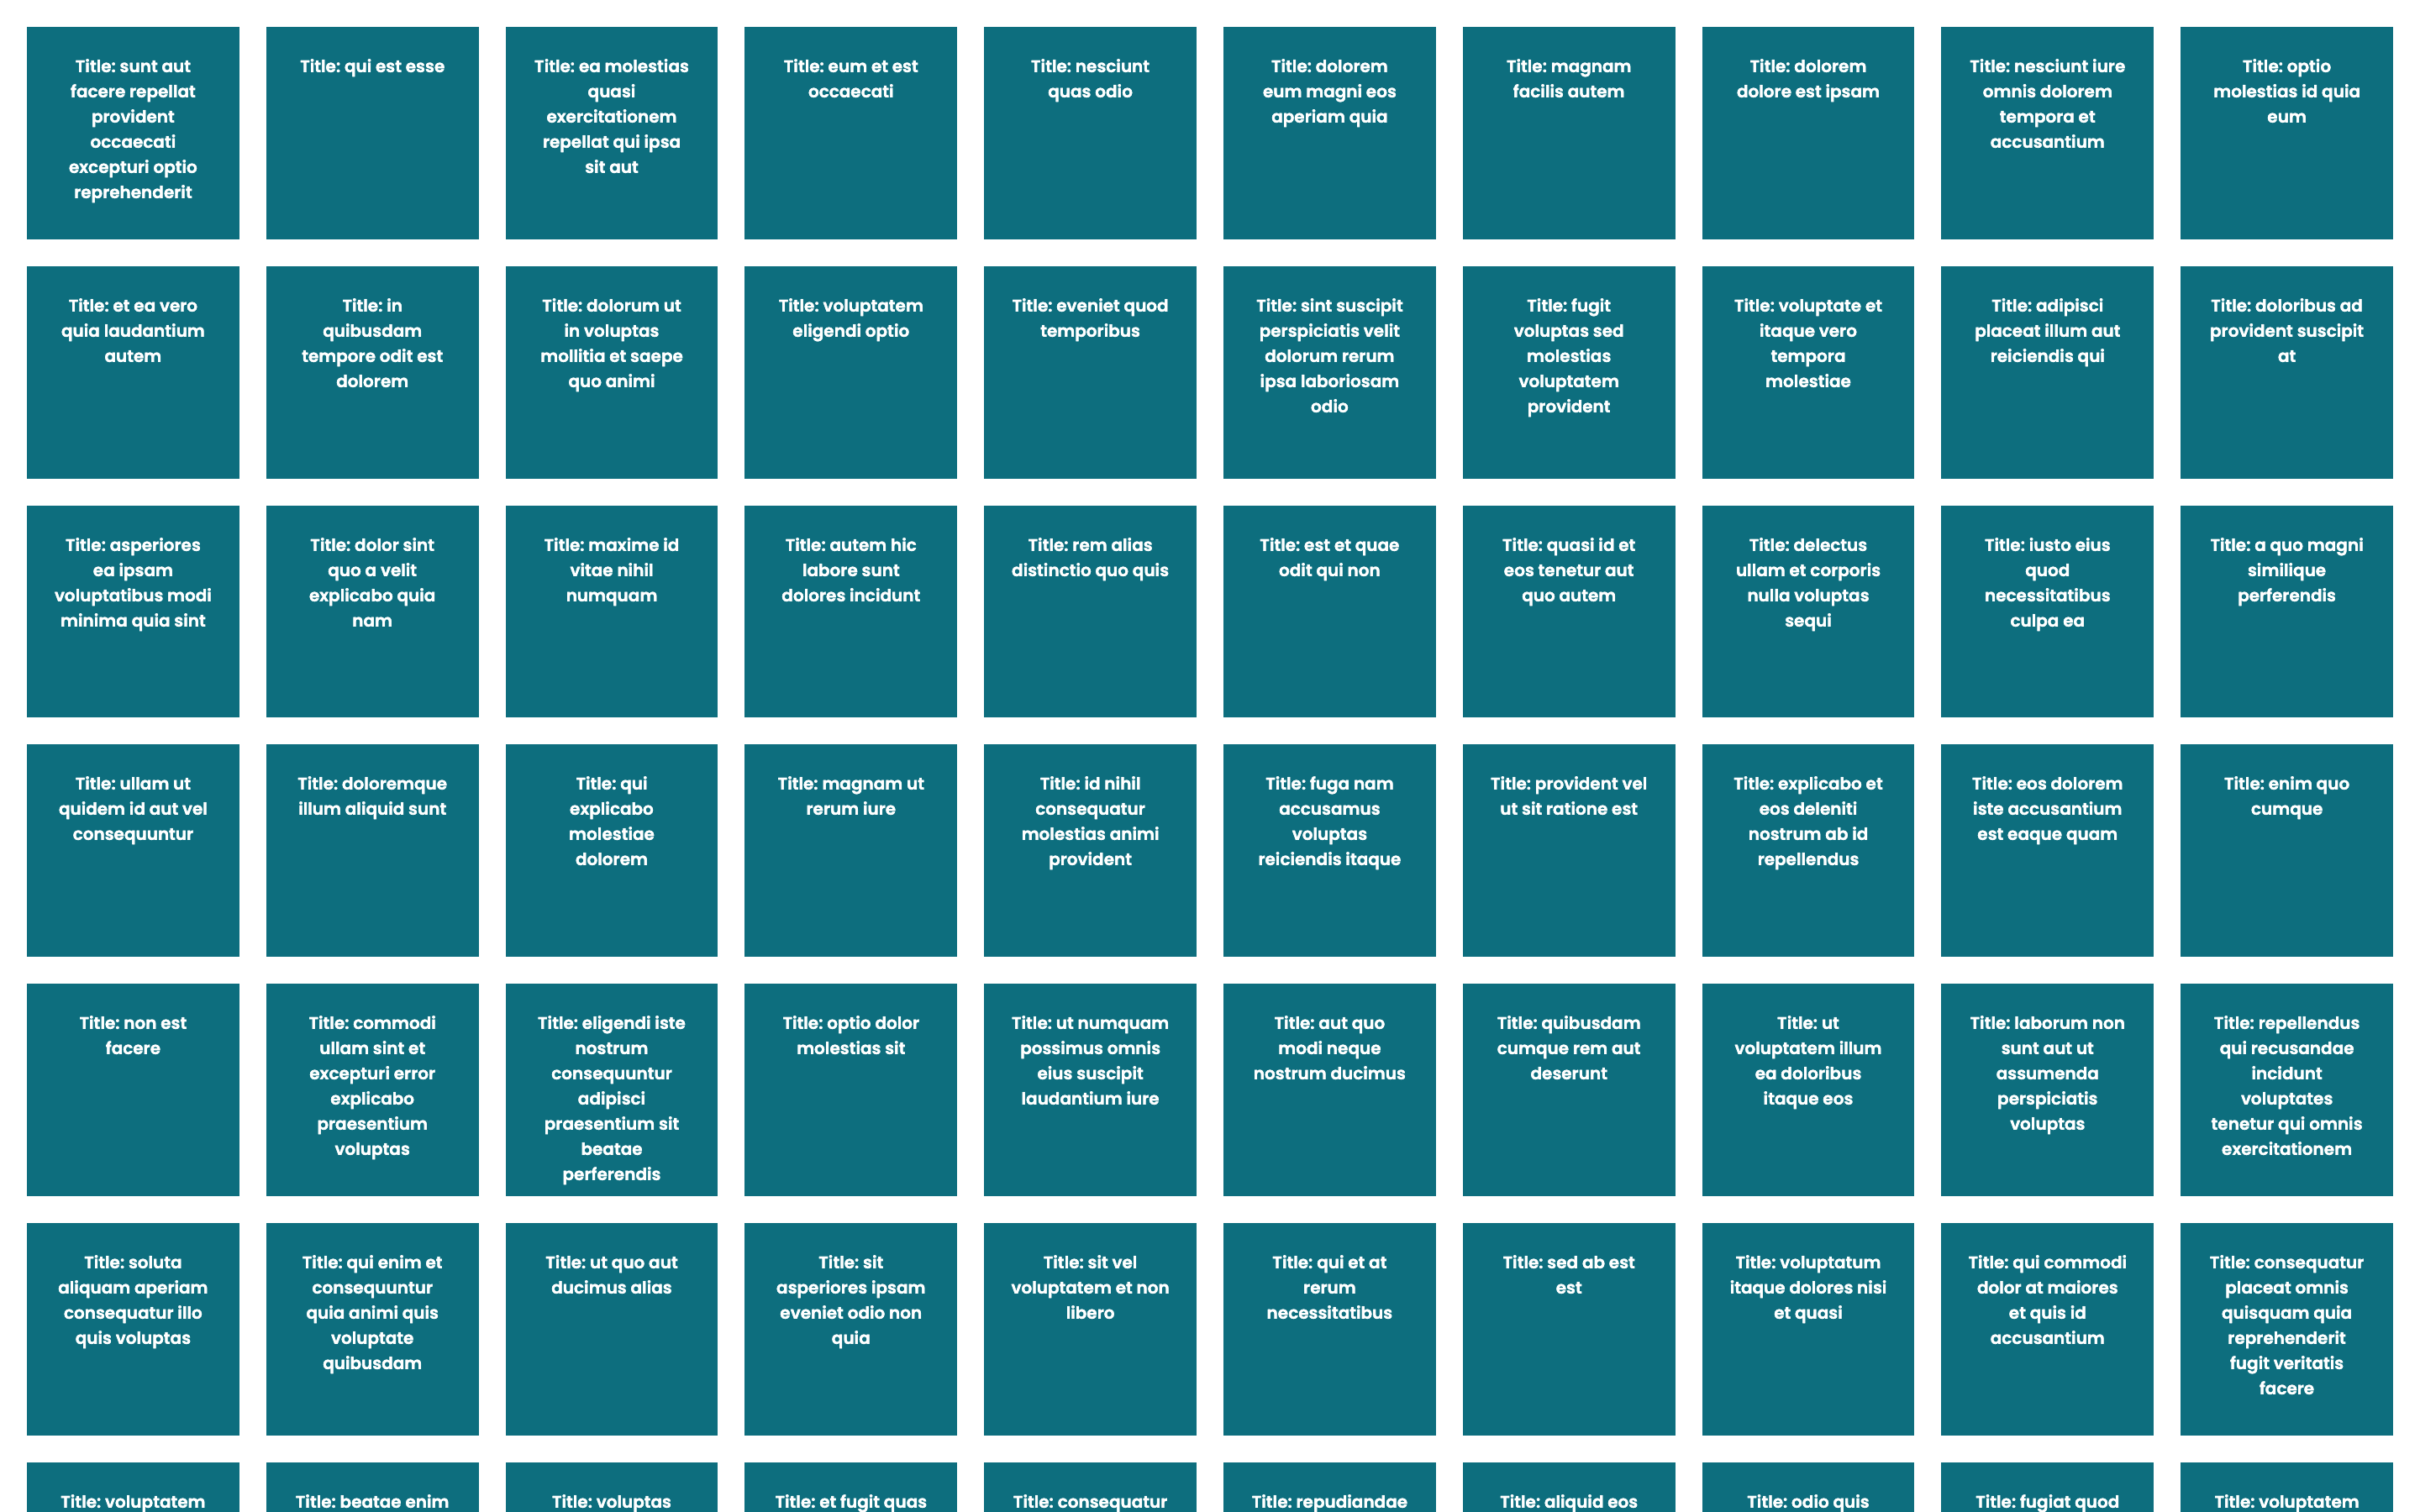 Title: sunt aut
facere repellat
provident
occaecati
excepturi optio
reprehenderit
Title: qui est esse
Title: ea molestias
quasi
exercitationem
repellat qui ipsa
sit aut
Title: eum et est
occaecati
Title: nesciunt
quas odio
Title: dolorem
eum magni eos
aperiam quia
Title: magnam
facilis autem
Title: dolorem
dolore est ipsam
Title: nesciunt iure
omnis dolorem
tempora et
accusantium
Title: optio
molestias id quia
eum
Title: et ea vero
quia laudantium
autem
Title: in
quibusdam
tempore odit est
dolorem
Title: dolorum ut
in voluptas
mollitia et saepe
quo animi
Title: voluptatem
eligendi optio
Title: eveniet quod
temporibus
Title: sint suscipit
perspiciatis velit
dolorum rerum
ipsa laboriosam
odio
Title: fugit
voluptas sed
molestias
voluptatem
provident
Title: voluptate et
itaque vero
tempora
molestiae
Title: adipisci
placeat illum aut
reiciendis qui
Title: doloribus ad
provident suscipit
at
Title: asperiores
ea ipsam
voluptatibus modi
minima quia sint
Title: dolor sint
quo a velit
explicabo quia
nam
Title: maxime id
vitae nihil
numquam
Title: autem hic
labore sunt
dolores incidunt
Title: rem alias
distinctio quo quis
Title: est et quae
odit qui non
Title: quasi id et
eos tenetur aut
quo autem
Title: delectus
ullam et corporis
nulla voluptas
sequi
Title: iusto eius
quod
necessitatibus
culpa ea
Title: a quo magni
similique
perferendis
Title: ullam ut
quidem id aut vel
consequuntur
Title: doloremque
illum aliquid sunt
Title: qui
explicabo
molestiae
dolorem
Title: magnam ut
rerum iure
Title: id nihil
consequatur
molestias animi
provident
Title: fuga nam
accusamus
voluptas
reiciendis itaque
Title: provident vel
ut sit ratione est
Title: explicabo et
eos deleniti
nostrum ab id
repellendus
Title: eos dolorem
iste accusantium
est eaque quam
Title: enim quo
cumque
Title: non est
facere
Title: commodi
ullam sint et
excepturi error
explicabo
praesentium
voluptas
Title: eligendi iste
nostrum
consequuntur
adipisci
praesentium sit
beatae
perferendis
Title: optio dolor
molestias sit
Title: ut numquam
possimus omnis
eius suscipit
laudantium iure
Title: aut quo
modi neque
nostrum ducimus
Title: quibusdam
cumque rem aut
deserunt
Title: ut
voluptatem illum
ea doloribus
itaque eos
Title: laborum non
sunt aut ut
assumenda
perspiciatis
voluptas
Title: repellendus
qui recusandae
incidunt
voluptates
tenetur qui omnis
exercitationem
Title: soluta
aliquam aperiam
consequatur illo
quis voluptas
Title: qui enim et
consequuntur
quia animi quis
voluptate
quibusdam
Title: ut quo aut
ducimus alias
Title: sit
asperiores ipsam
eveniet odio non
quia
Title: sit vel
voluptatem et non
libero
Title: qui et at
rerum
necessitatibus
Title: sed ab est
est
Title: voluptatum
itaque dolores nisi
et quasi
Title: qui commodi
dolor at maiores
et quis id
accusantium
Title: consequatur
placeat omnis
quisquam quia
reprehenderit
fugit veritatis
facere
Title: voluptatem
Title: beatae enim
Title: voluptas
Title: et fugit quas
Title: consequatur
Title: repudiandae
Title: aliquid eos
Title: odio quis
Title: fugiat quod
Title: voluptatem